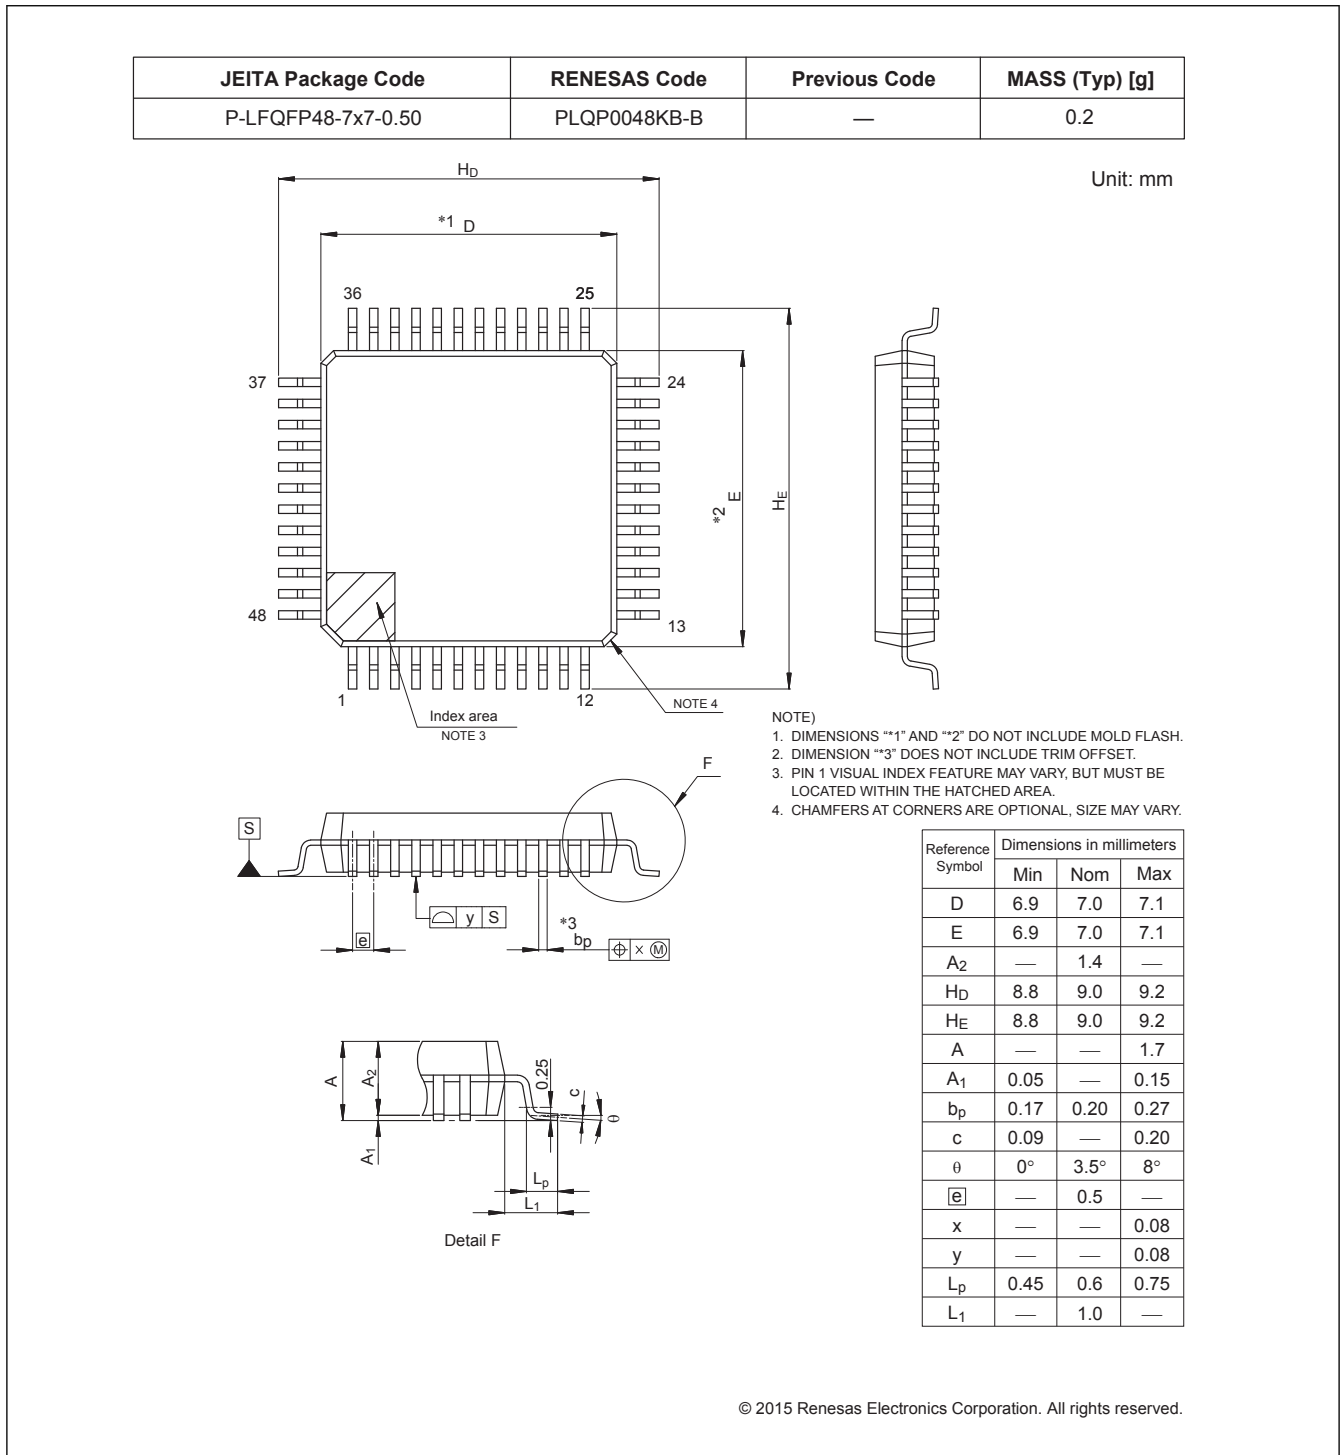 JEITA Package Code RENESAS Code Previous Code MASS (Typ) [g]
P-LFQFP48-7x7-0.50 PLQP0048KB-B — 0.2
Unit: mm
HD
*1 D
36 25
37 24
*2 E
HE
48 13
1 12
Index area
NOTE 3
NOTE 4
NOTE)
1. DIMENSIONS “*1” AND “*2” DO NOT INCLUDE MOLD FLASH.
2. DIMENSION “*3” DOES NOT INCLUDE TRIM OFFSET.
3. PIN 1 VISUAL INDEX FEATURE MAY VARY, BUT MUST BE
LOCATED WITHIN THE HATCHED AREA.
4. CHAMFERS AT CORNERS ARE OPTIONAL, SIZE MAY VARY.
F
S
y S
e
*3
bp
x M
A
A2
A1
0.25
c
θ
Lp
L1
Detail F
Reference Symbol Dimensions in millimeters
Min Nom Max
D 6.9 7.0 7.1
E 6.9 7.0 7.1
A2 — 1.4 —
HD 8.8 9.0 9.2
HE 8.8 9.0 9.2
A — — 1.7
A1 0.05 — 0.15
bp 0.17 0.20 0.27
c 0.09 — 0.20
θ 0° 3.5° 8°
e — 0.5 —
x — — 0.08
y — — 0.08
Lp 0.45 0.6 0.75
L1 — 1.0 —
© 2015 Renesas Electronics Corporation. All rights reserved.